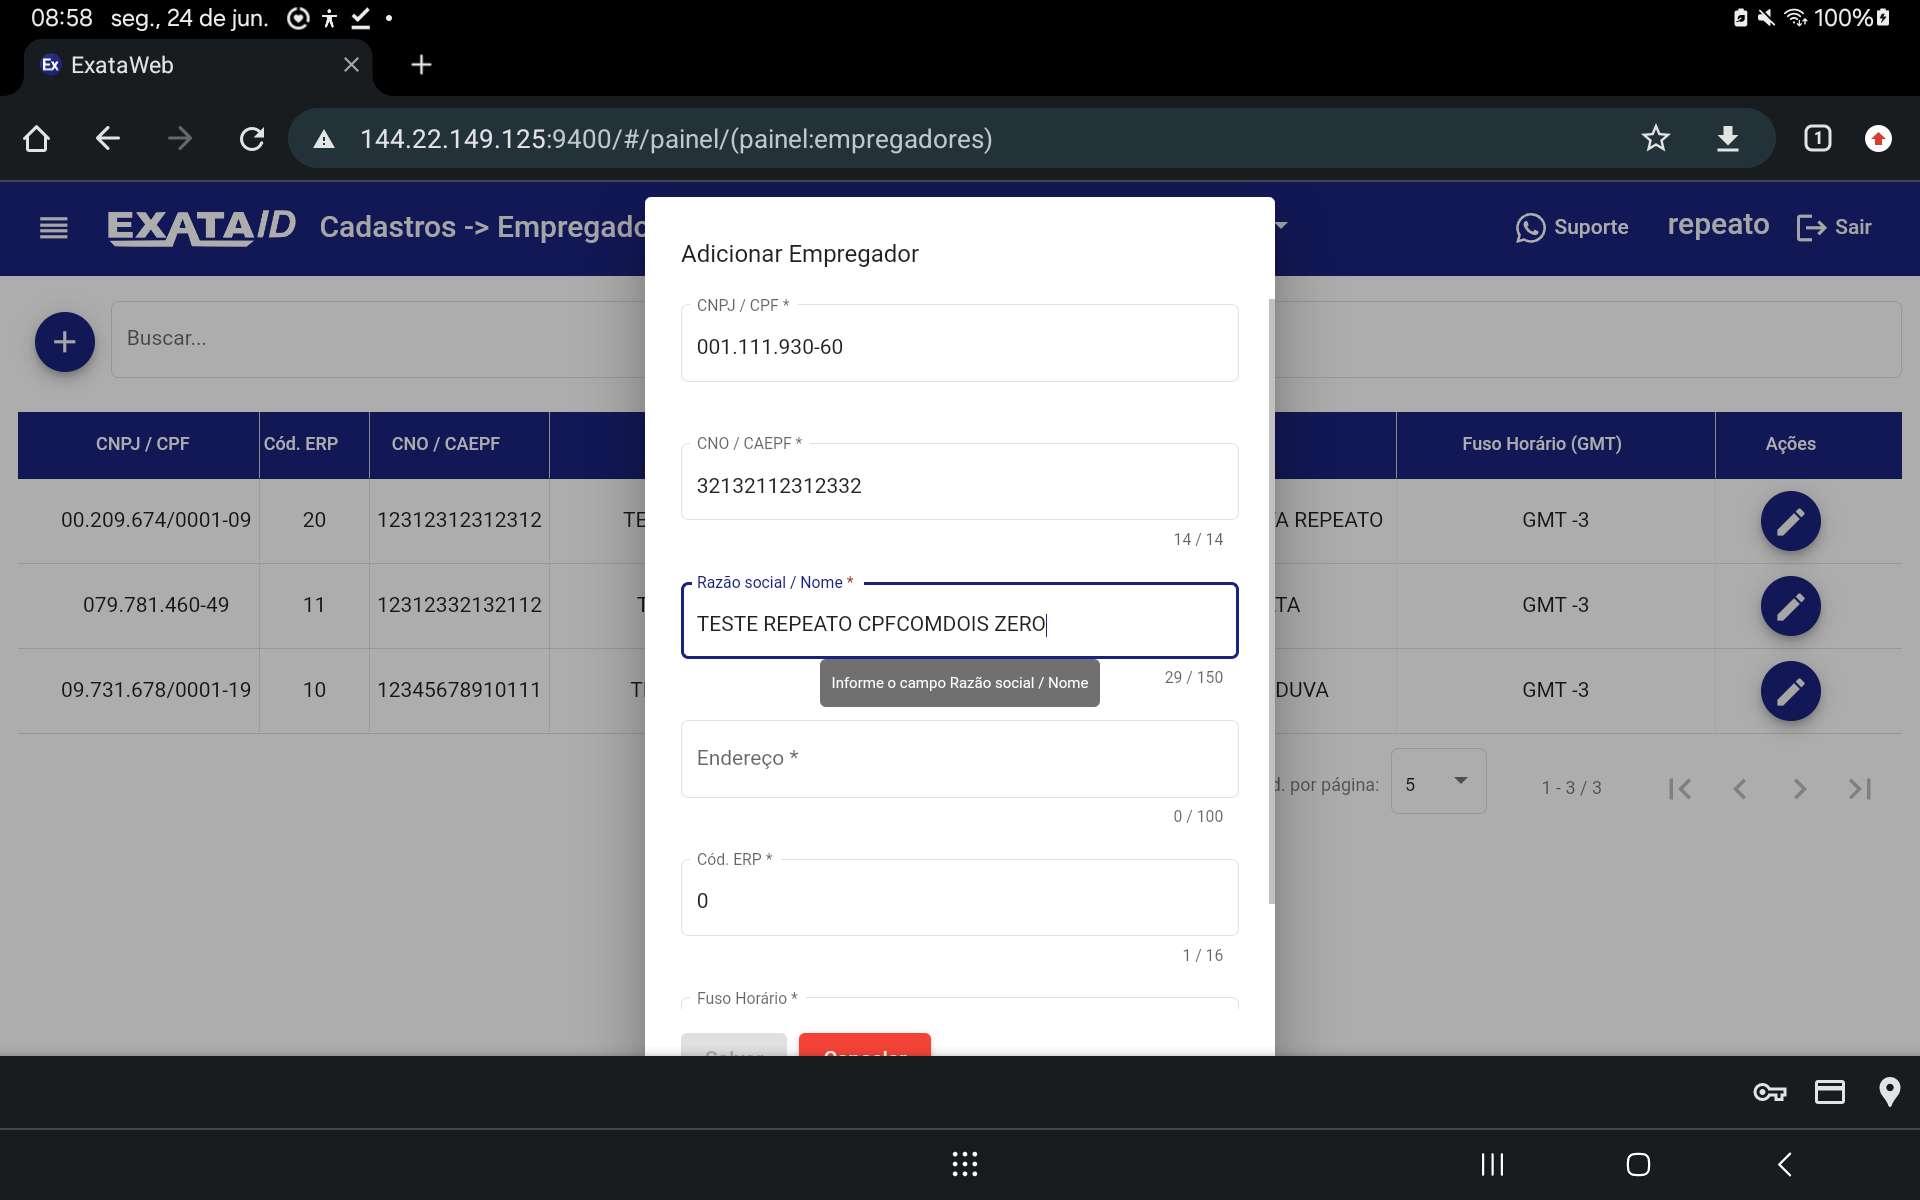 08:58 seg., 24 de jun. 100%
Ex ExataWeb
144.22.149.125:9400/#/painel/(painel:empregadores) 1
EXATA/D Cadastros -> Empregado Suporte repeato Sair
Buscar...
CNPJ / CPF Cód. ERP CNO / CAEPF Fuso Horário (GMT) Ações
00.209.674/0001-09 20 12312312312312 TE A REPEATO GMT -3
079.781.460-49 11 12312332132112 T TA GMT -3
09.731.678/0001-19 10 12345678910111 TI DUVA GMT -3
d. por página: 5 1 - 3 / 3
Adicionar Empregador
CNPJ / CPF *
001.111.930-60
CNO / CAEPF *
32132112312332
14 / 14
Razão social / Nome *
TESTE REPEATO CPFCOMDOIS ZERO
Informe o campo Razão social / Nome
29 / 150
Endereço *
0 / 100
Cód. ERP *
0
1 / 16
Fuso Horário *
Salvar Cancelar